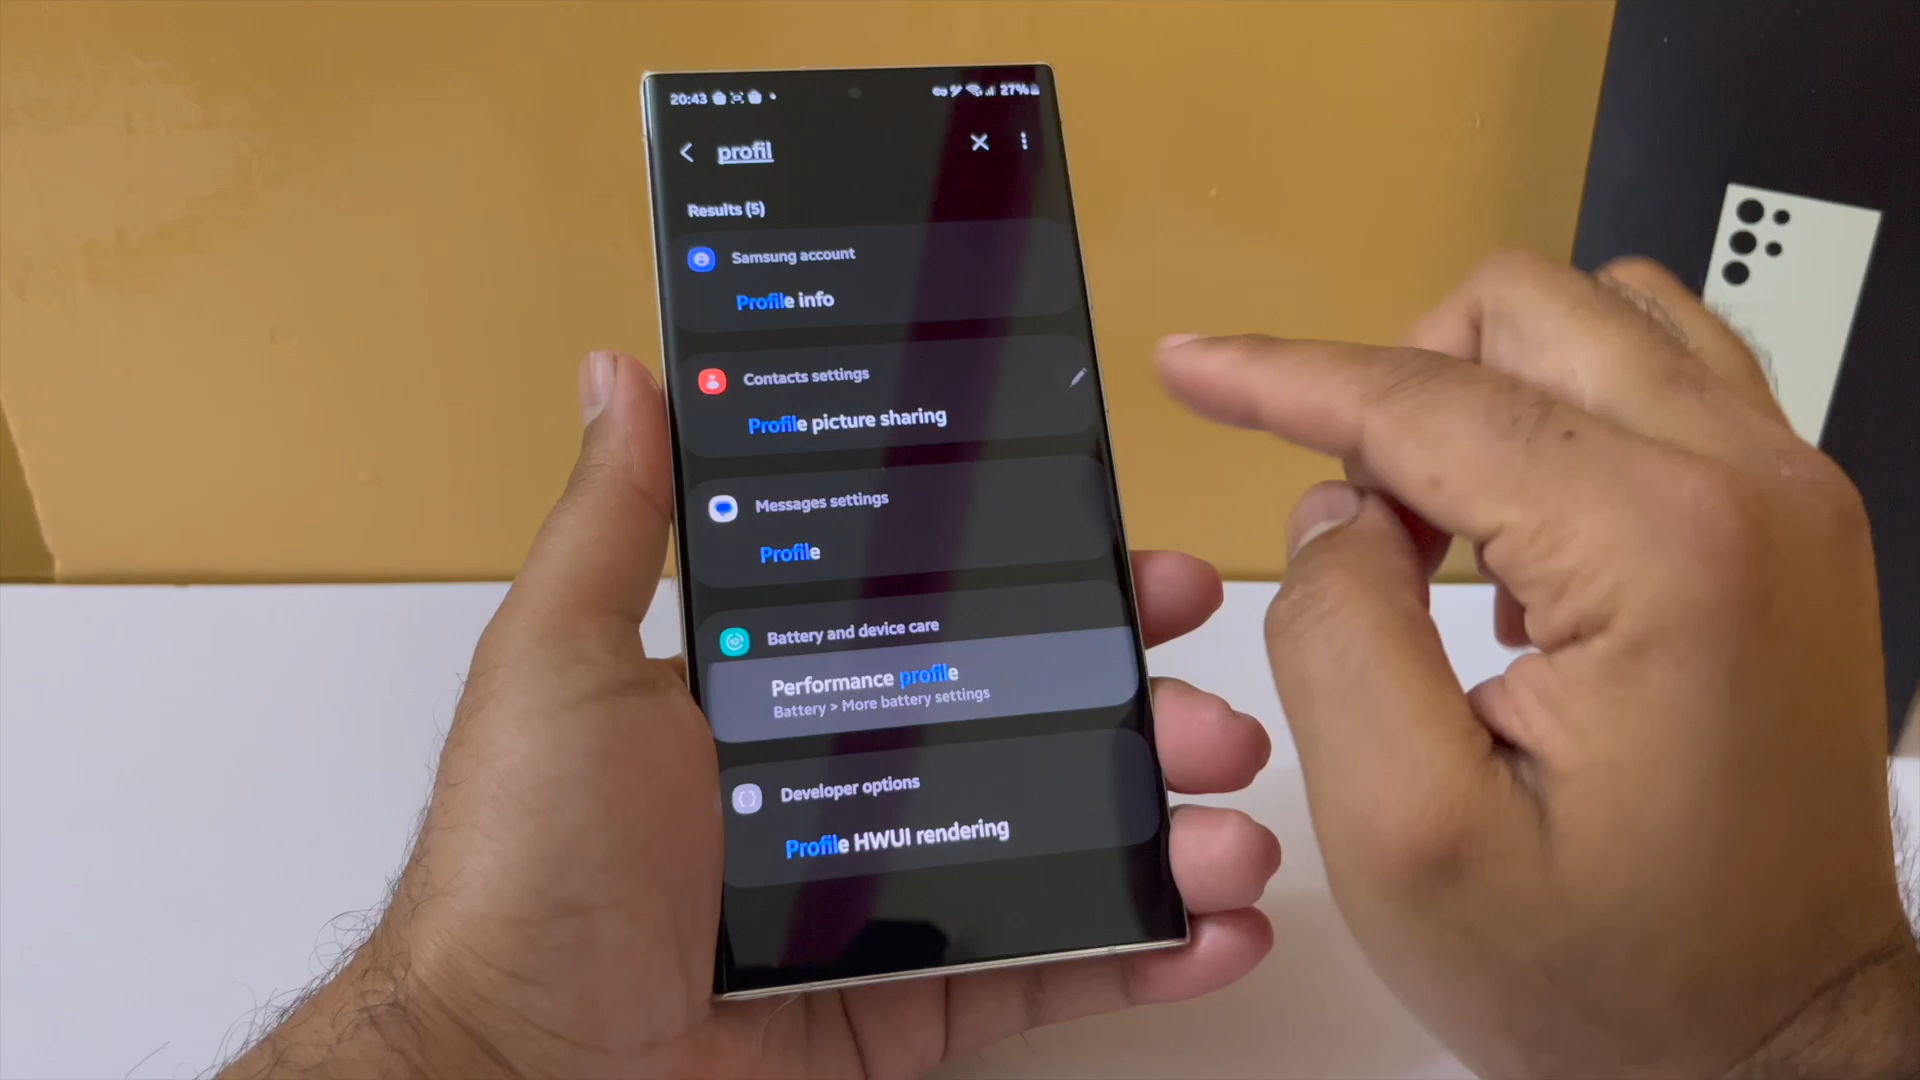 20:43
27%
profil
Results (5)
Samsung account
Profile info
Contacts settings
Profile picture sharing
Messages settings
Profile
Battery and device care
Performance profile
Battery > More battery settings
Developer options
Profile HWUI rendering